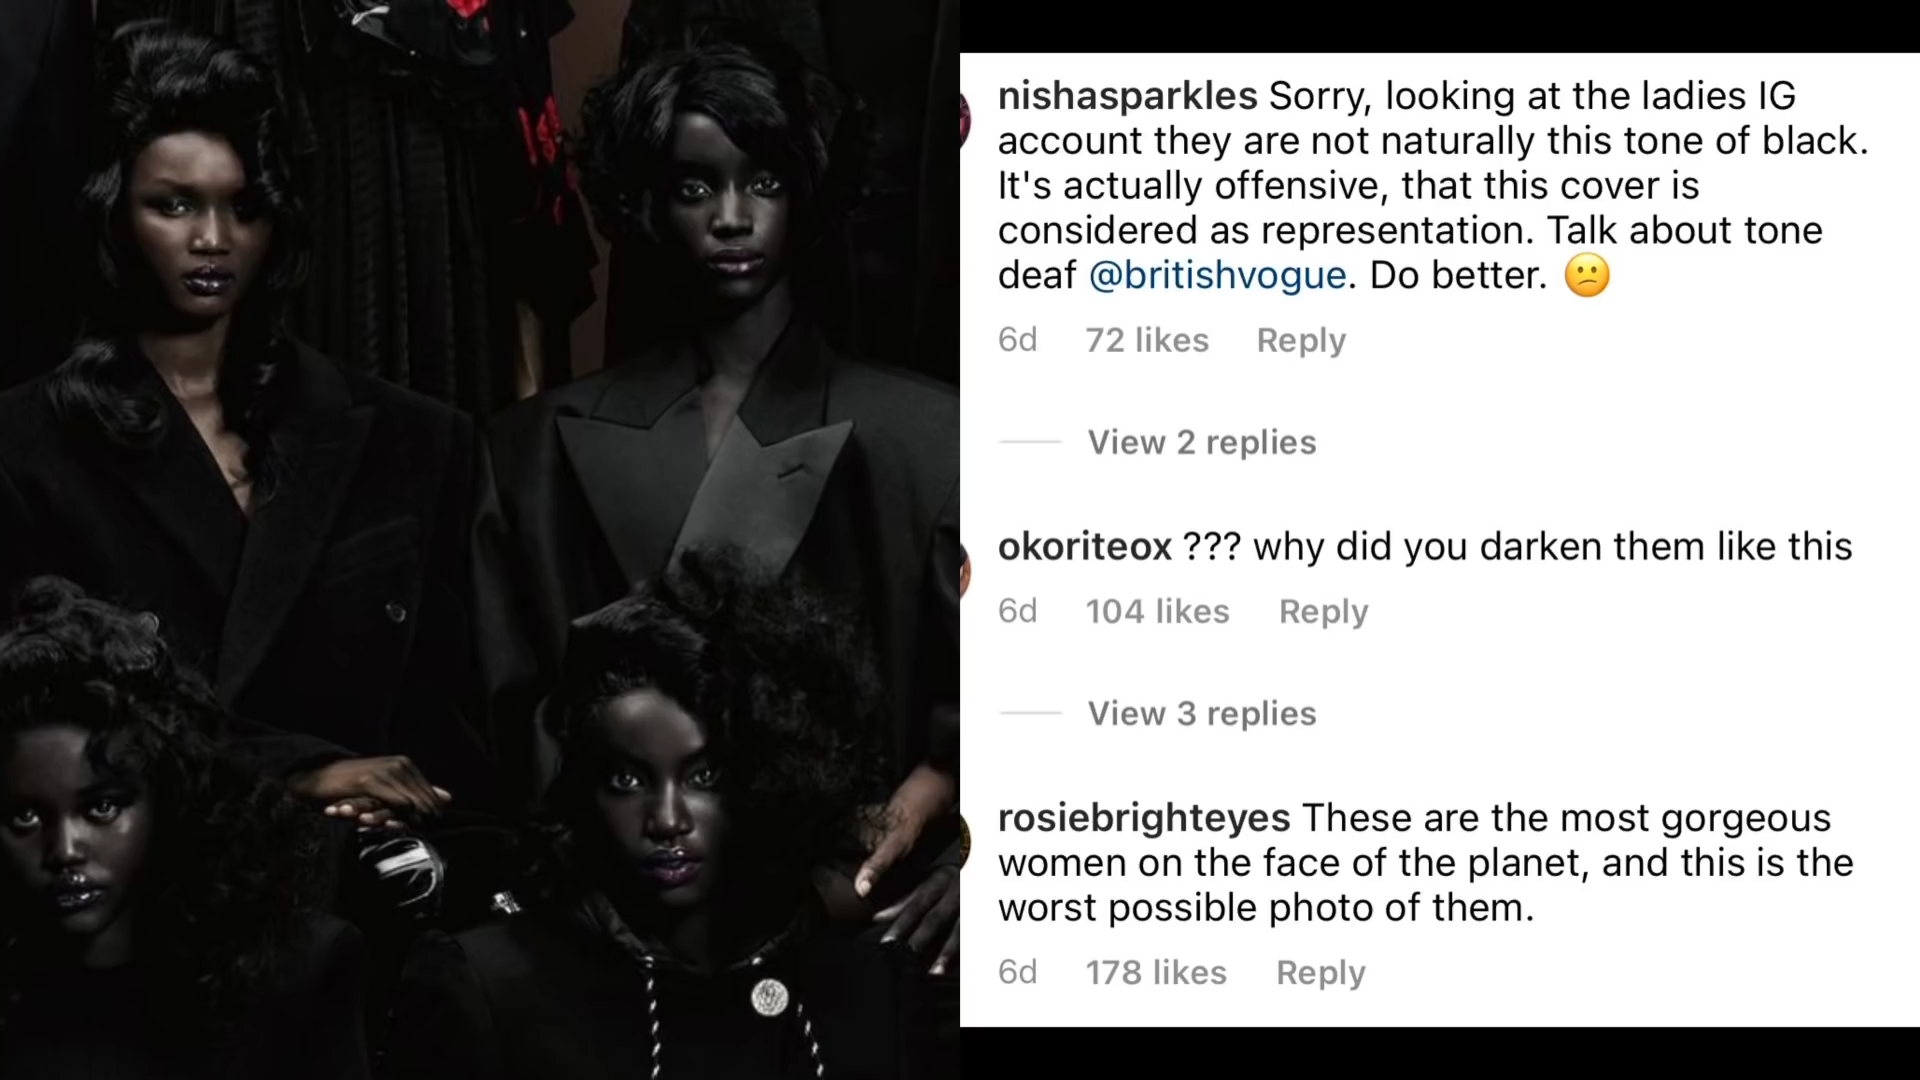 nishasparkles Sorry, looking at the ladies IG
account they are not naturally this tone of black.
It's actually offensive, that this cover is
considered as representation. Talk about tone
deaf @britishvogue. Do better. 😕
6d 72 likes Reply
View 2 replies
okoriteox ??? why did you darken them like this
6d 104 likes Reply
View 3 replies
rosiebrighteyes These are the most gorgeous
women on the face of the planet, and this is the
worst possible photo of them.
6d 178 likes Reply